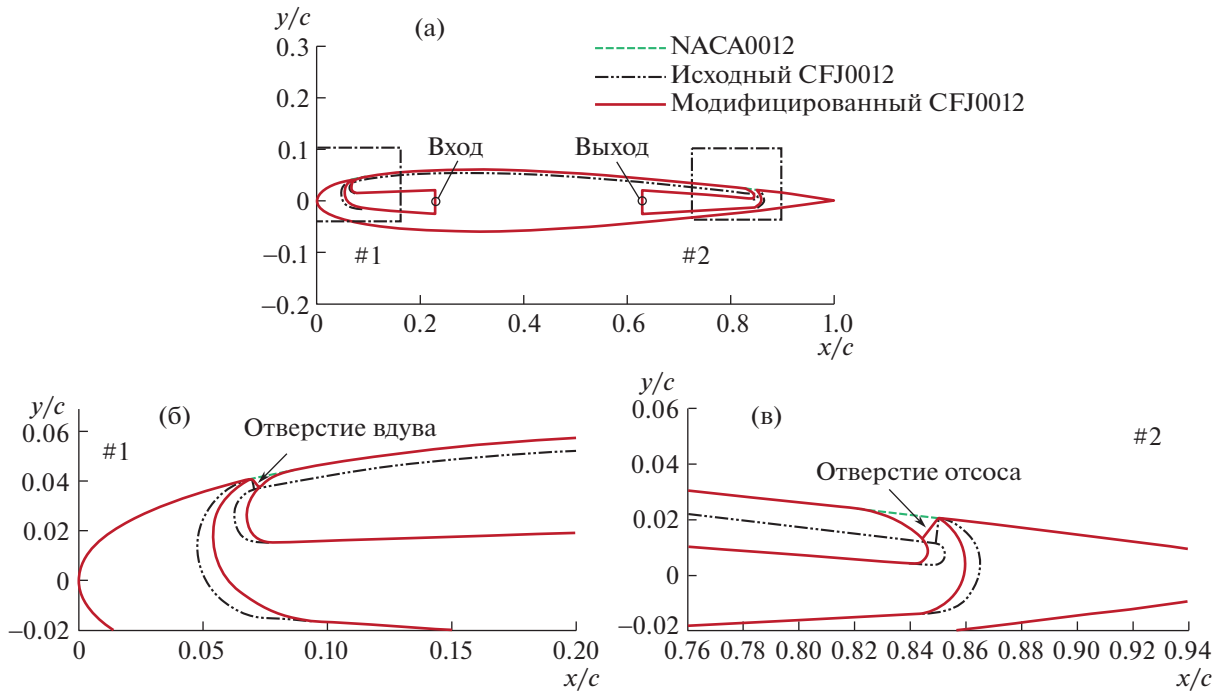 y/c
(а)
0.3
0.2
0.1
0
−0.1
−0.2
NACA0012
Исходный CFJ0012
Модифицированный CFJ0012
Вход
Выход
#1
#2
0
0.2
0.4
0.6
0.8
1.0
x/c
y/c
(б)
#1
Отверстие вдува
0.06
0.04
0.02
0
−0.02
0
0.05
0.10
0.15
0.20
x/c
y/c
(в)
#2
Отверстие отсоса
0.06
0.04
0.02
0
−0.02
0.76 0.78 0.80 0.82 0.84 0.86 0.88 0.90 0.92 0.94
x/c